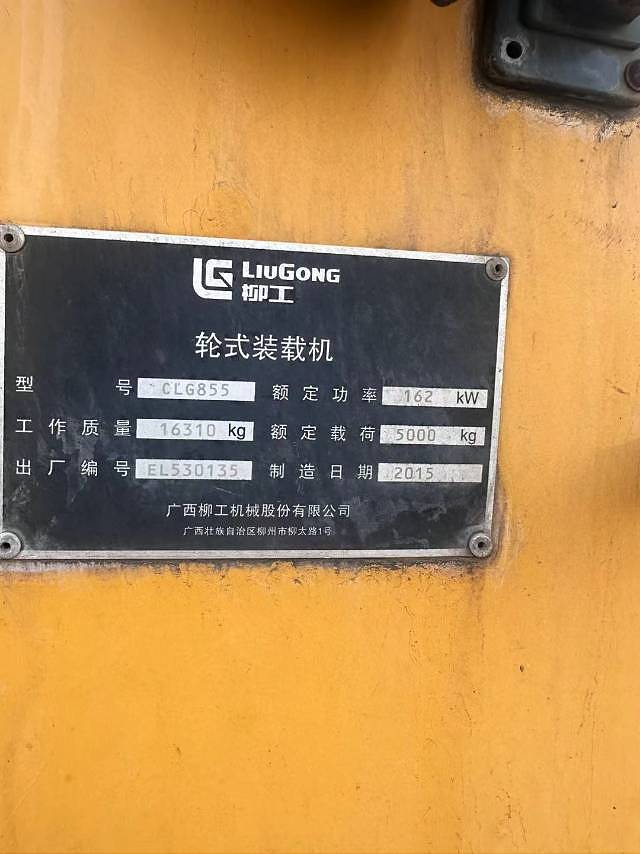 LG LIUGONG
柳工
轮式装载机
型号 CLG855 额定功率 162 kW
工作质量 16310 kg 额定载荷 5000 kg
出厂编号 EL530135 制造日期 2015
广西柳工机械股份有限公司
广西壮族自治区柳州市柳太路1号